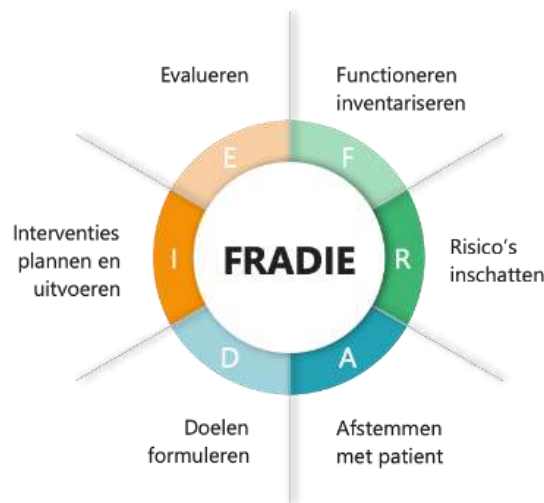 Evalueren
Functioneren
inventariseren
E
F
Interventies
plannen en
uitvoeren
I
FRADIE
R
Risico's
inschatten
D
A
Doelen
formuleren
Afstemmen
met patient